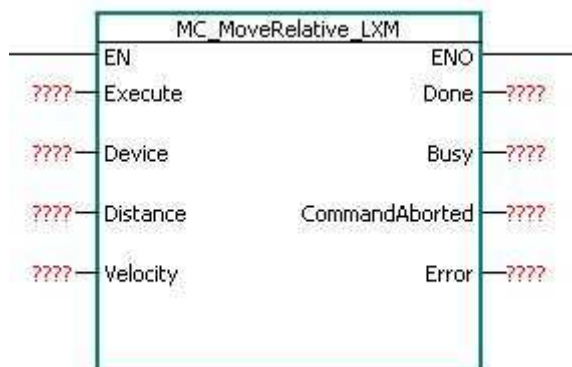 MC_MoveRelative_LXM
EN ENO
???? Execute Done ????
???? Device Busy ????
???? Distance CommandAborted ????
???? Velocity Error ????